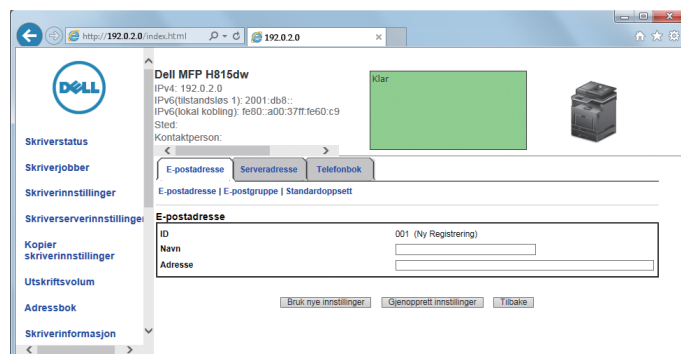 http://192.0.2.0/index.html
192.0.2.0
DELL
Dell MFP H815dw
IPv4: 192.0.2.0
IPv6(tilstandsløs 1): 2001:db8::
IPv6(lokal kobling): fe80::a00:37ff:fe60:c9
Sted:
Kontaktperson:
Klar
Skriverstatus
Skriverjobber
Skriverinnstillinger
Skriverserverinnstillinger
Kopier
skriverinnstillinger
Utskriftsvolum
Adressbok
Skriverinformasjon
E-postadresse
Serveradresse
Telefonbok
E-postadresse | E-postgruppe | Standardoppsett
E-postadresse
ID 001 (Ny Registrering)
Navn
Adresse
Bruk nye innstillinger Gjenopprett innstillinger Tilbake